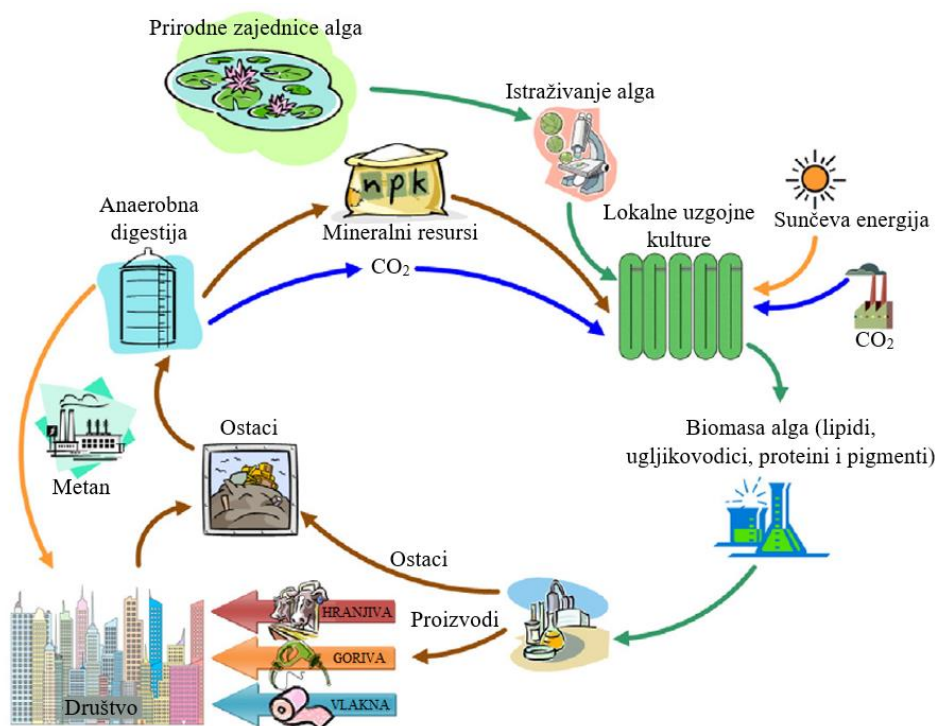 Prirodne zajednice alga
Istraživanje alga
npk
Anaerobna
digestija
Mineralni resursi
Lokalne uzgojne
kulture
Sunčeva energija
CO₂
CO₂
Ostaci
Biomasa alga (lipidi,
ugljikovodici, proteini i pigmenti)
Metan
Ostaci
HRANJIVA
Proizvodi
GORIVA
Društvo
VLAKNA